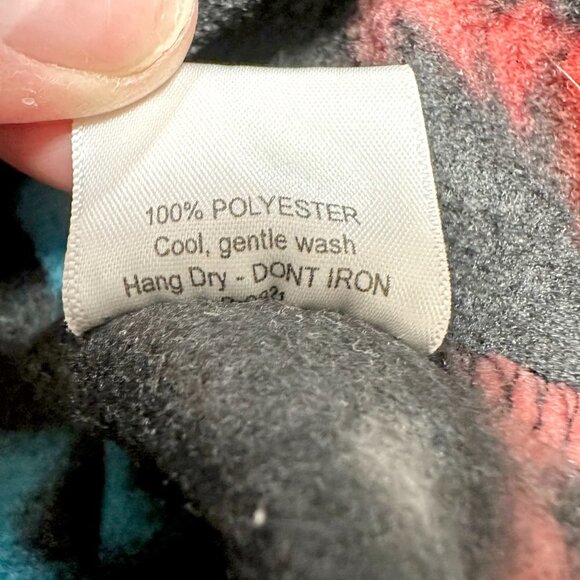 100% POLYESTER
Cool, gentle wash
Hang Dry - DONT IRON